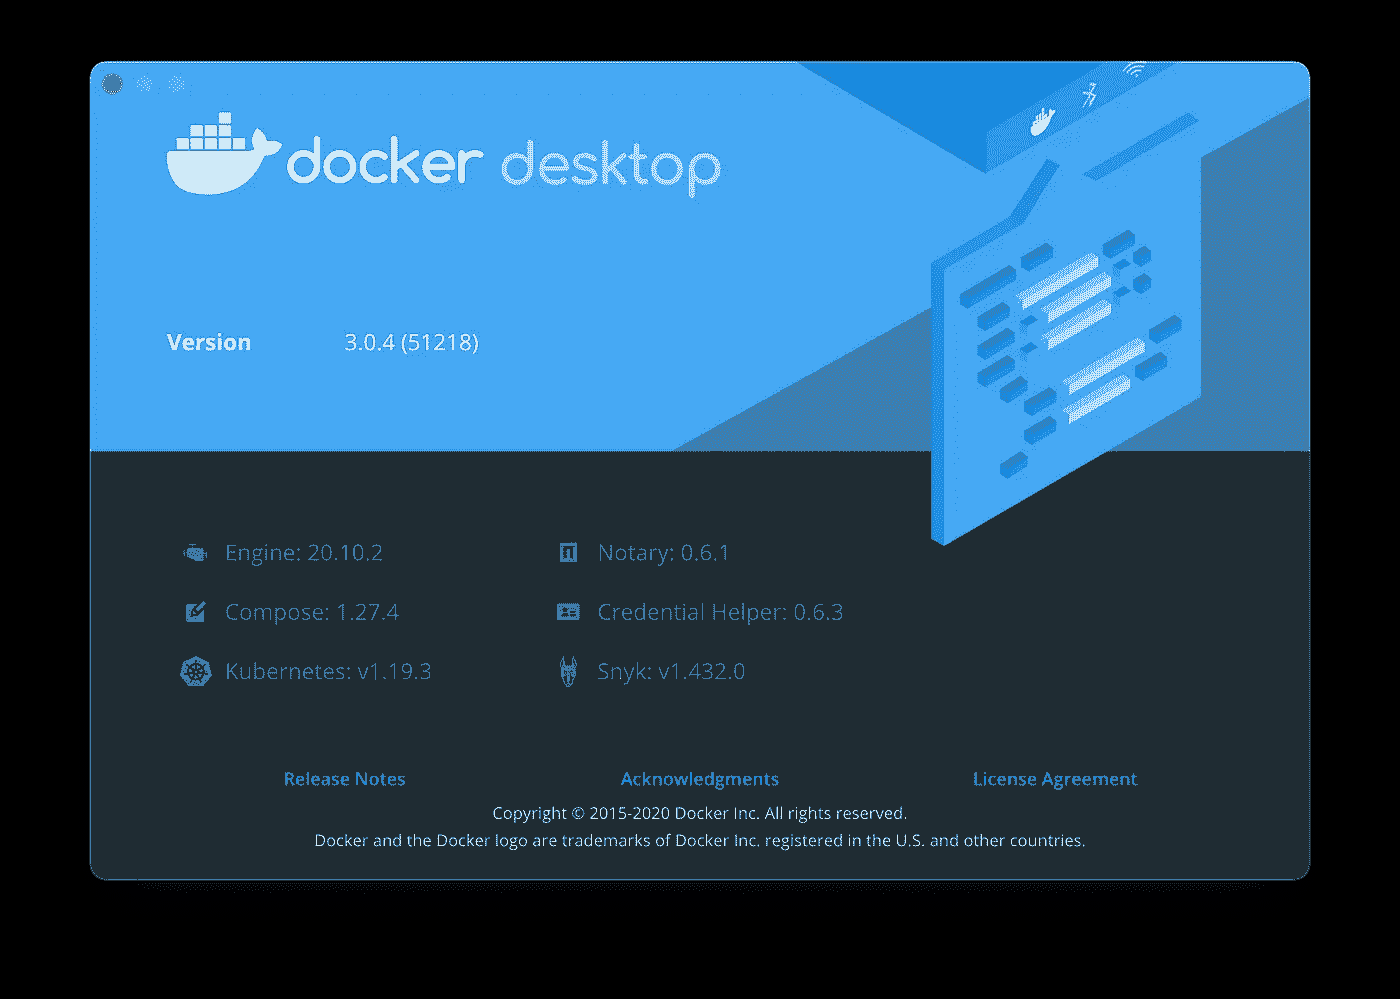 docker desktop
Version 3.0.4 (51218)
Engine: 20.10.2 Notary: 0.6.1
Compose: 1.27.4 Credential Helper: 0.6.3
Kubernetes: v1.19.3 Snyk: v1.432.0
Release Notes Acknowledgments License Agreement
Copyright © 2015-2020 Docker Inc. All rights reserved.
Docker and the Docker logo are trademarks of Docker Inc. registered in the U.S. and other countries.